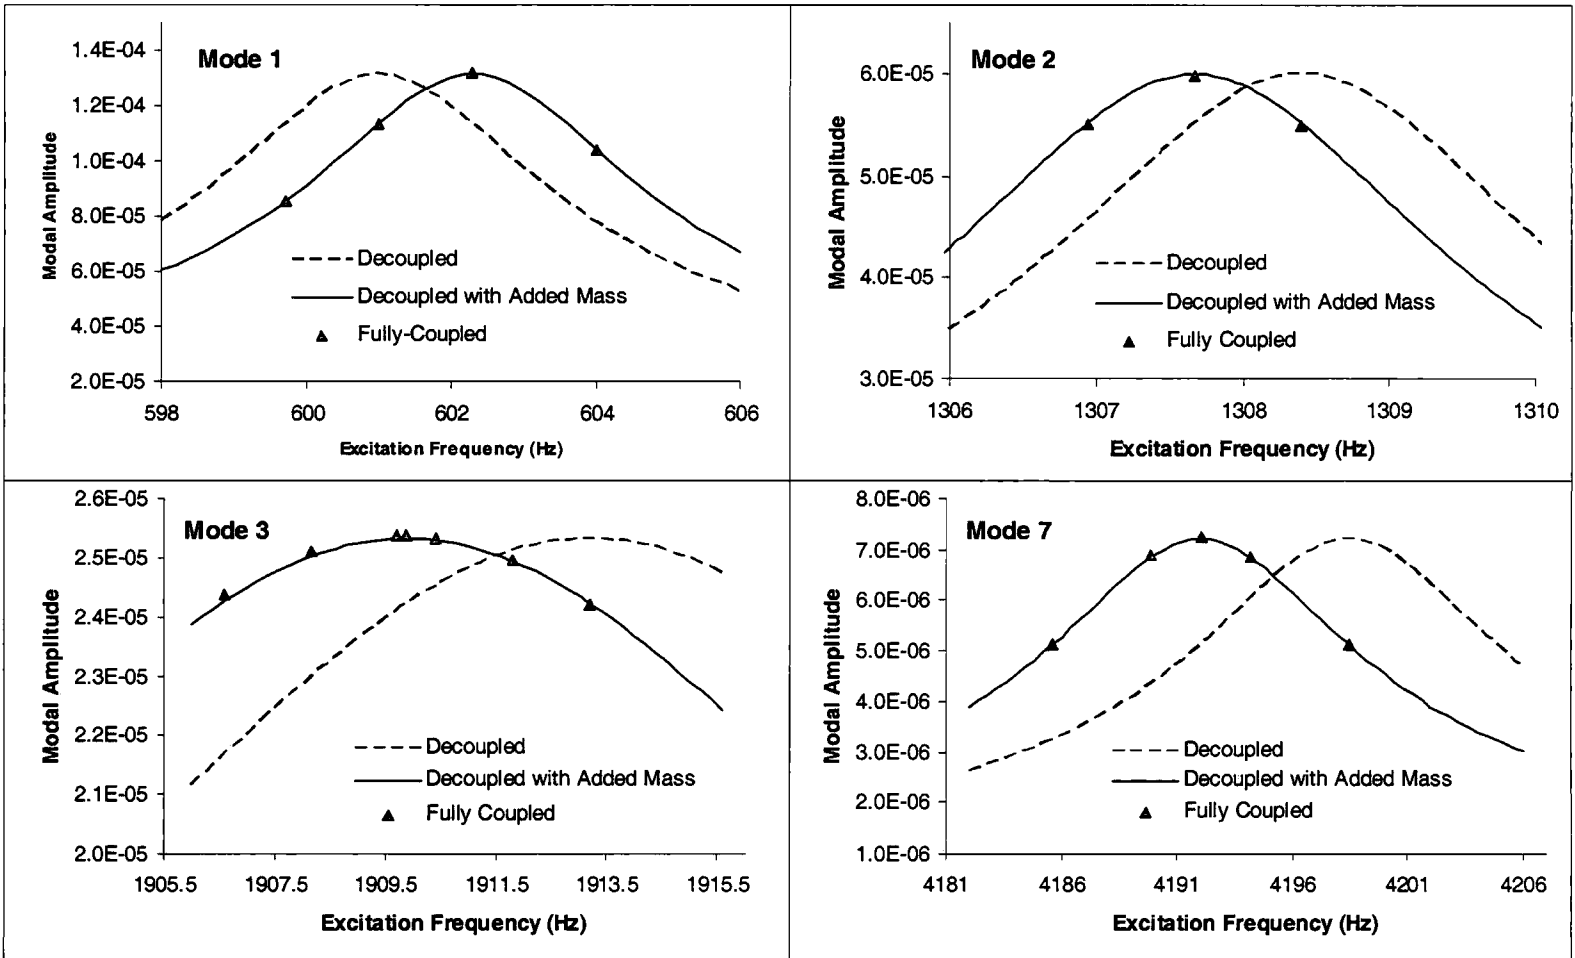 Mode 1
1.4E-04
1.2E-04
1.0E-04
8.0E-05
6.0E-05
4.0E-05
2.0E-05
Modal Amplitude
Decoupled
Decoupled with Added Mass
Fully-Coupled
598 600 602 604 606
Excitation Frequency (Hz)
Mode 2
6.0E-05
5.0E-05
4.0E-05
3.0E-05
Modal Amplitude
Decoupled
Decoupled with Added Mass
Fully Coupled
1306 1307 1308 1309 1310
Excitation Frequency (Hz)
Mode 3
2.6E-05
2.5E-05
2.4E-05
2.3E-05
2.2E-05
2.1E-05
2.0E-05
Modal Amplitude
Decoupled
Decoupled with Added Mass
Fully Coupled
1905.5 1907.5 1909.5 1911.5 1913.5 1915.5
Excitation Frequency (Hz)
Mode 7
8.0E-06
7.0E-06
6.0E-06
5.0E-06
4.0E-06
3.0E-06
2.0E-06
1.0E-06
Modal Amplitude
Decoupled
Decoupled with Added Mass
Fully Coupled
4181 4186 4191 4196 4201 4206
Excitation Frequency (Hz)